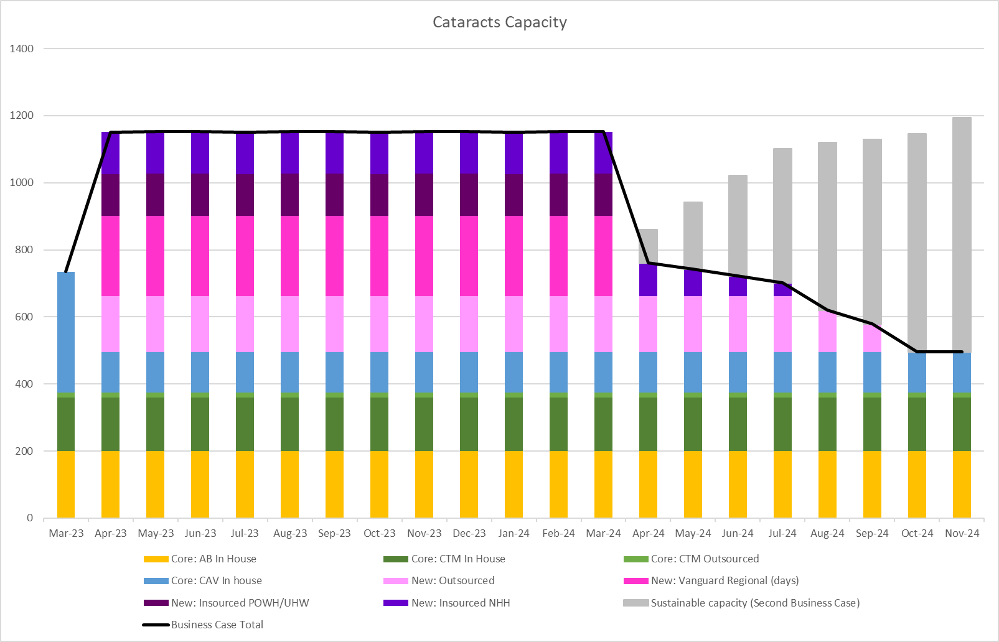 Cataracts Capacity
1400
1200
1000
800
600
400
200
0
Mar-23 Apr-23 May-23 Jun-23 Jul-23 Aug-23 Sep-23 Oct-23 Nov-23 Dec-23 Jan-24 Feb-24 Mar-24 Apr-24 May-24 Jun-24 Jul-24 Aug-24 Sep-24 Oct-24 Nov-24
Core: AB In House Core: CTM In House Core: CTM Outsourced
Core: CAV In house New: Outsourced New: Vanguard Regional (days)
New: Insourced POWH/UHW New: Insourced NHH Sustainable capacity (Second Business Case)
Business Case Total